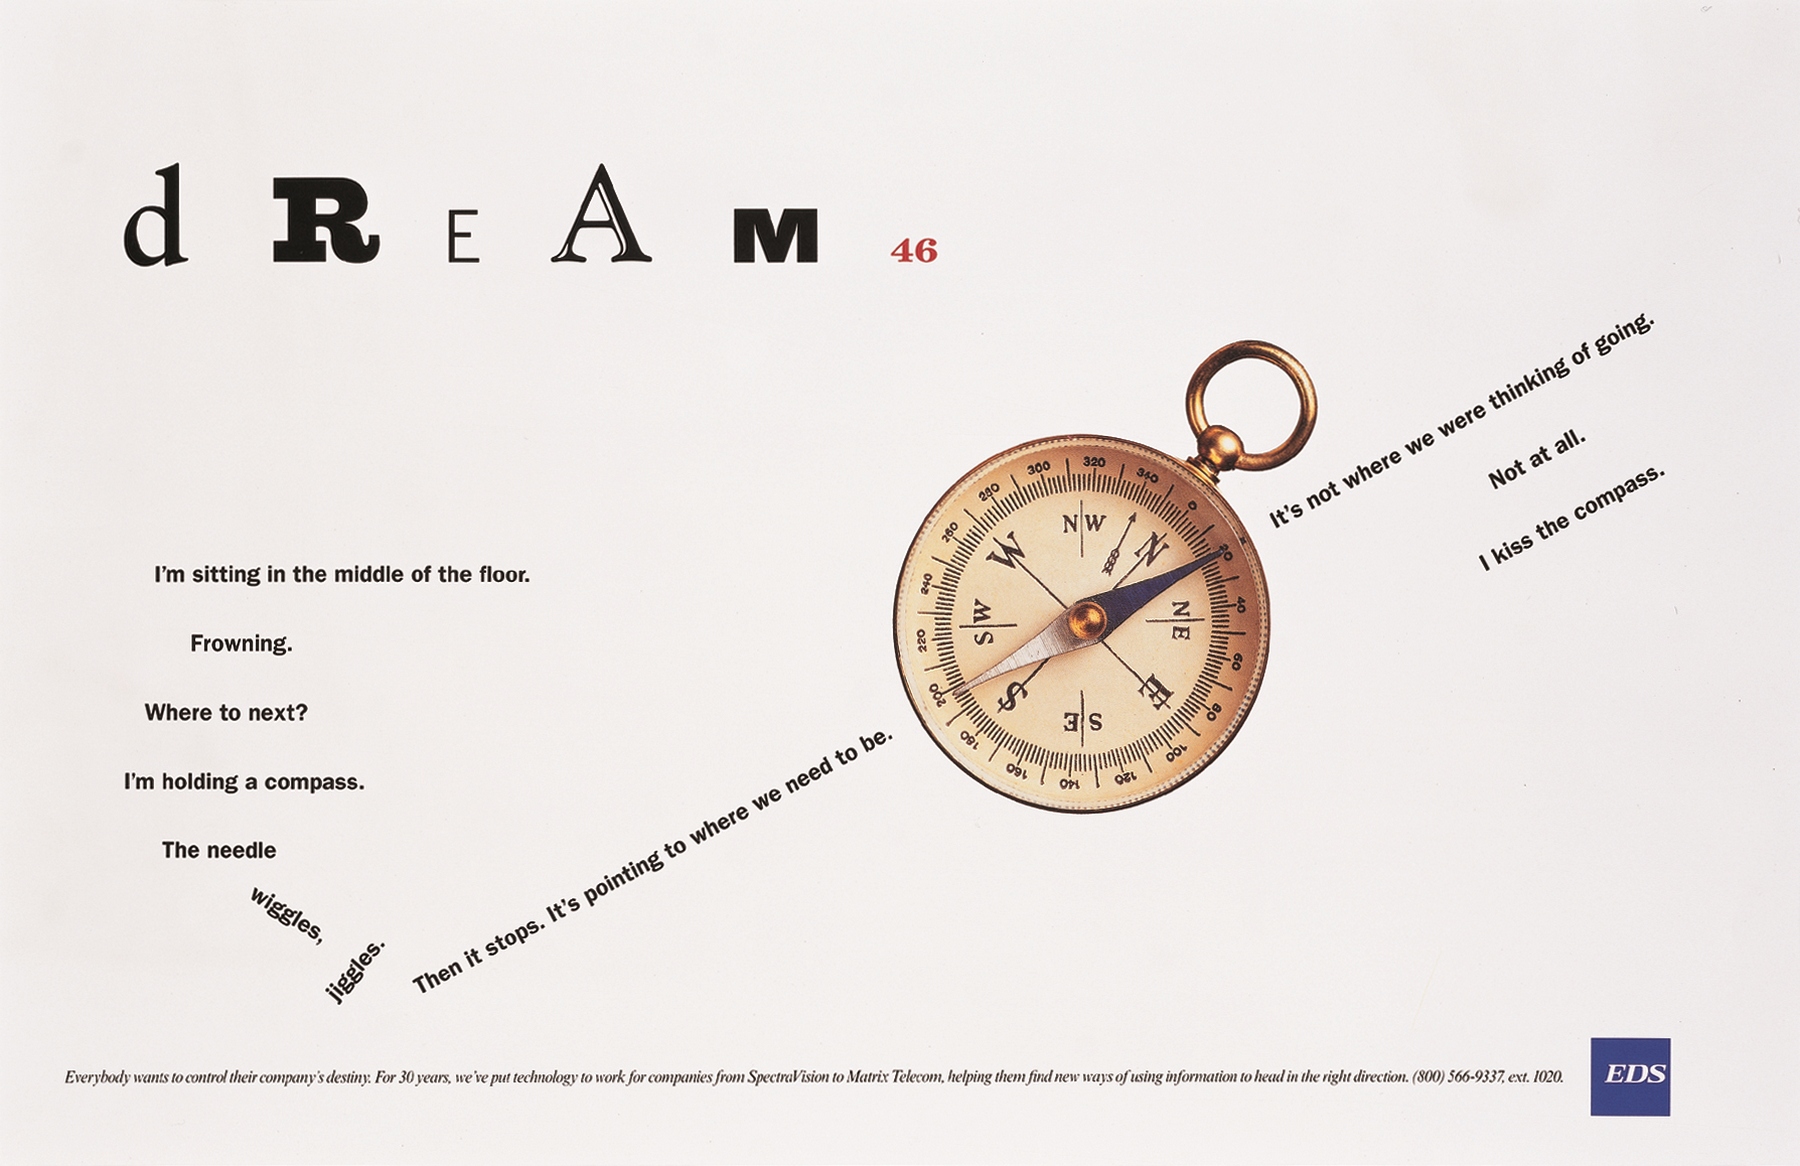 dREAM 46
I'm sitting in the middle of the floor.
Frowning.
Where to next?
I'm holding a compass.
The needle
wiggles,
jiggles.
Then it stops. It's pointing to where we need to be.
It's not where we were thinking of going.
Not at all.
I kiss the compass.
N
NE
E
SE
S
SW
W
NW
0
20
40
60
80
100
120
140
160
180
200
220
240
260
280
300
320
340
Everybody wants to control their company's destiny. For 30 years, we've put technology to work for companies from SpectraVision to Matrix Telecom, helping them find new ways of using information to head in the right direction. (800) 566-9337, ext. 1020.
EDS